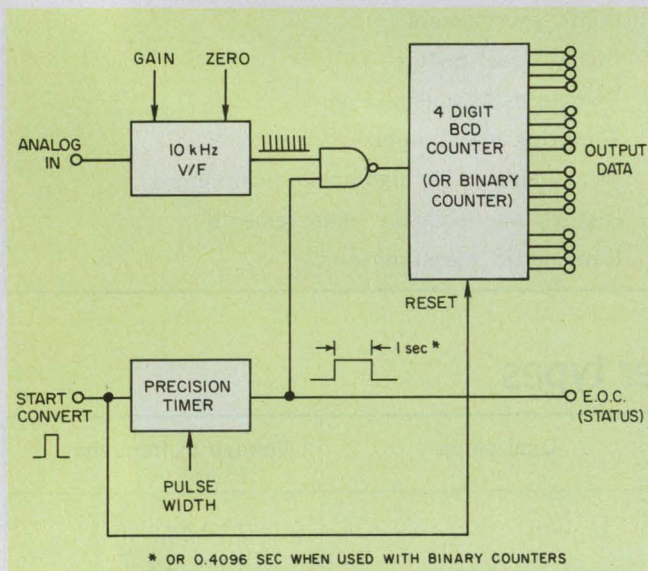 GAIN ZERO
ANALOG
IN
10 kHz
V/F
4 DIGIT
BCD
COUNTER
(OR BINARY
COUNTER)
OUTPUT
DATA
RESET
1 sec *
START
CONVERT
PRECISION
TIMER
E.O.C.
(STATUS)
PULSE
WIDTH
* OR 0.4096 SEC WHEN USED WITH BINARY COUNTERS